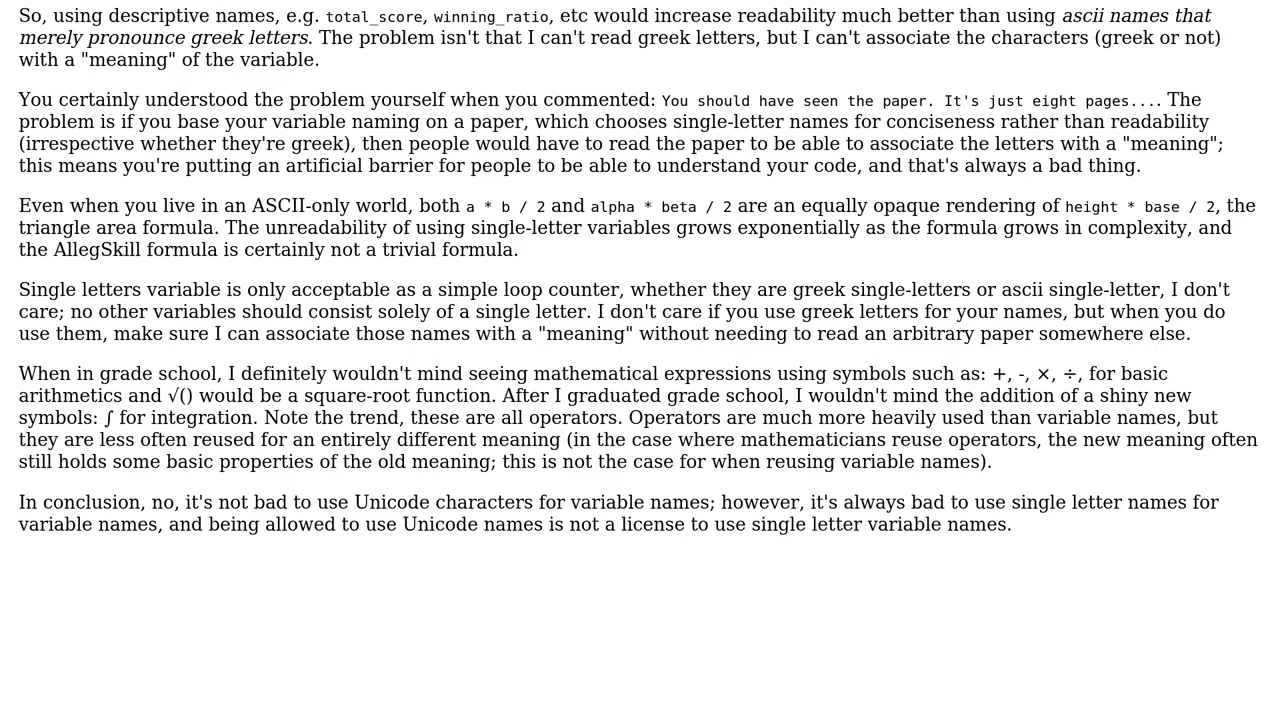 So, using descriptive names, e.g. total_score, winning_ratio, etc would increase readability much better than using ascii names that
merely pronounce greek letters. The problem isn't that I can't read greek letters, but I can't associate the characters (greek or not)
with a "meaning" of the variable.
You certainly understood the problem yourself when you commented: You should have seen the paper. It's just eight pages.... The
problem is if you base your variable naming on a paper, which chooses single-letter names for conciseness rather than readability
(irrespective whether they're greek), then people would have to read the paper to be able to associate the letters with a "meaning";
this means you're putting an artificial barrier for people to be able to understand your code, and that's always a bad thing.
Even when you live in an ASCII-only world, both a * b / 2 and alpha * beta / 2 are an equally opaque rendering of height * base / 2, the
triangle area formula. The unreadability of using single-letter variables grows exponentially as the formula grows in complexity, and
the AllegSkill formula is certainly not a trivial formula.
Single letters variable is only acceptable as a simple loop counter, whether they are greek single-letters or ascii single-letter, I don't
care; no other variables should consist solely of a single letter. I don't care if you use greek letters for your names, but when you do
use them, make sure I can associate those names with a "meaning" without needing to read an arbitrary paper somewhere else.
When in grade school, I definitely wouldn't mind seeing mathematical expressions using symbols such as: +, -, ×, ÷, for basic
arithmetics and √() would be a square-root function. After I graduated grade school, I wouldn't mind the addition of a shiny new
symbols: ∫ for integration. Note the trend, these are all operators. Operators are much more heavily used than variable names, but
they are less often reused for an entirely different meaning (in the case where mathematicians reuse operators, the new meaning often
still holds some basic properties of the old meaning; this is not the case for when reusing variable names).
In conclusion, no, it's not bad to use Unicode characters for variable names; however, it's always bad to use single letter names for
variable names, and being allowed to use Unicode names is not a license to use single letter variable names.